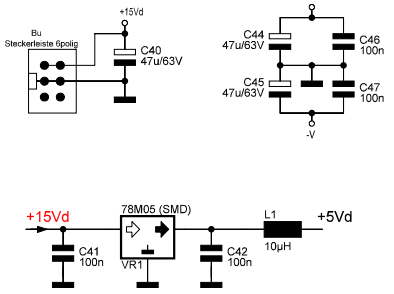 +15Vd
Bu
Steckerleiste 6polig
C40
47u/63V
C44
47u/63V
C46
100n
C45
47u/63V
C47
100n
-V
+15Vd
78M05 (SMD)
L1
+5Vd
10µH
C41
100n
VR1
C42
100n